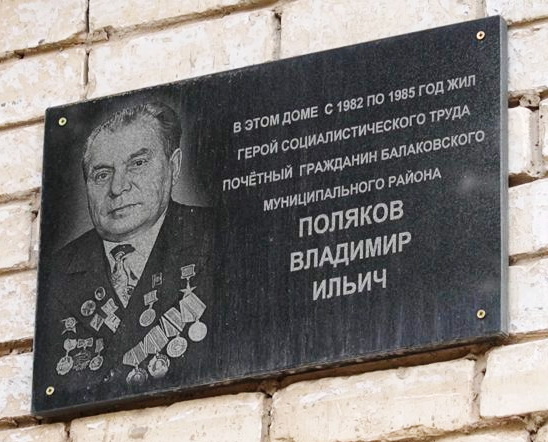 В ЭТОМ ДОМЕ С 1982 ПО 1985 ГОД ЖИЛ
ГЕРОЙ СОЦИАЛИСТИЧЕСКОГО ТРУДА
ПОЧЁТНЫЙ ГРАЖДАНИН БАЛАКОВСКОГО
МУНИЦИПАЛЬНОГО РАЙОНА
ПОЛЯКОВ
ВЛАДИМИР
ИЛЬИЧ